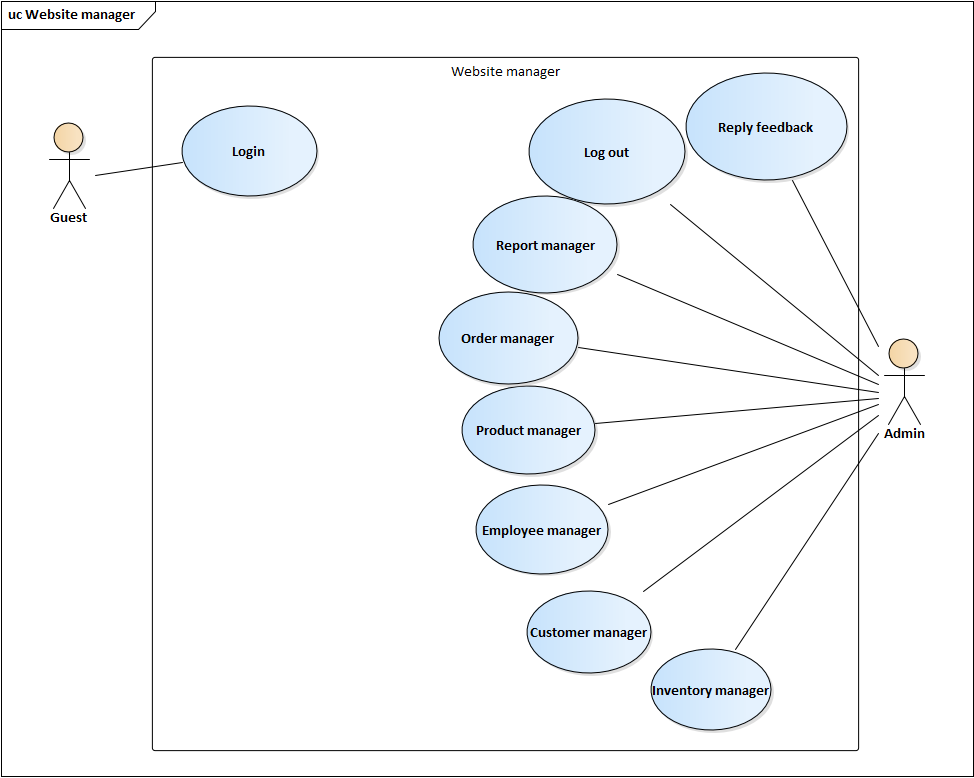 uc Website manager
Website manager
Reply feedback
Login
Log out
Guest
Report manager
Order manager
Product manager
Admin
Employee manager
Customer manager
Inventory manager